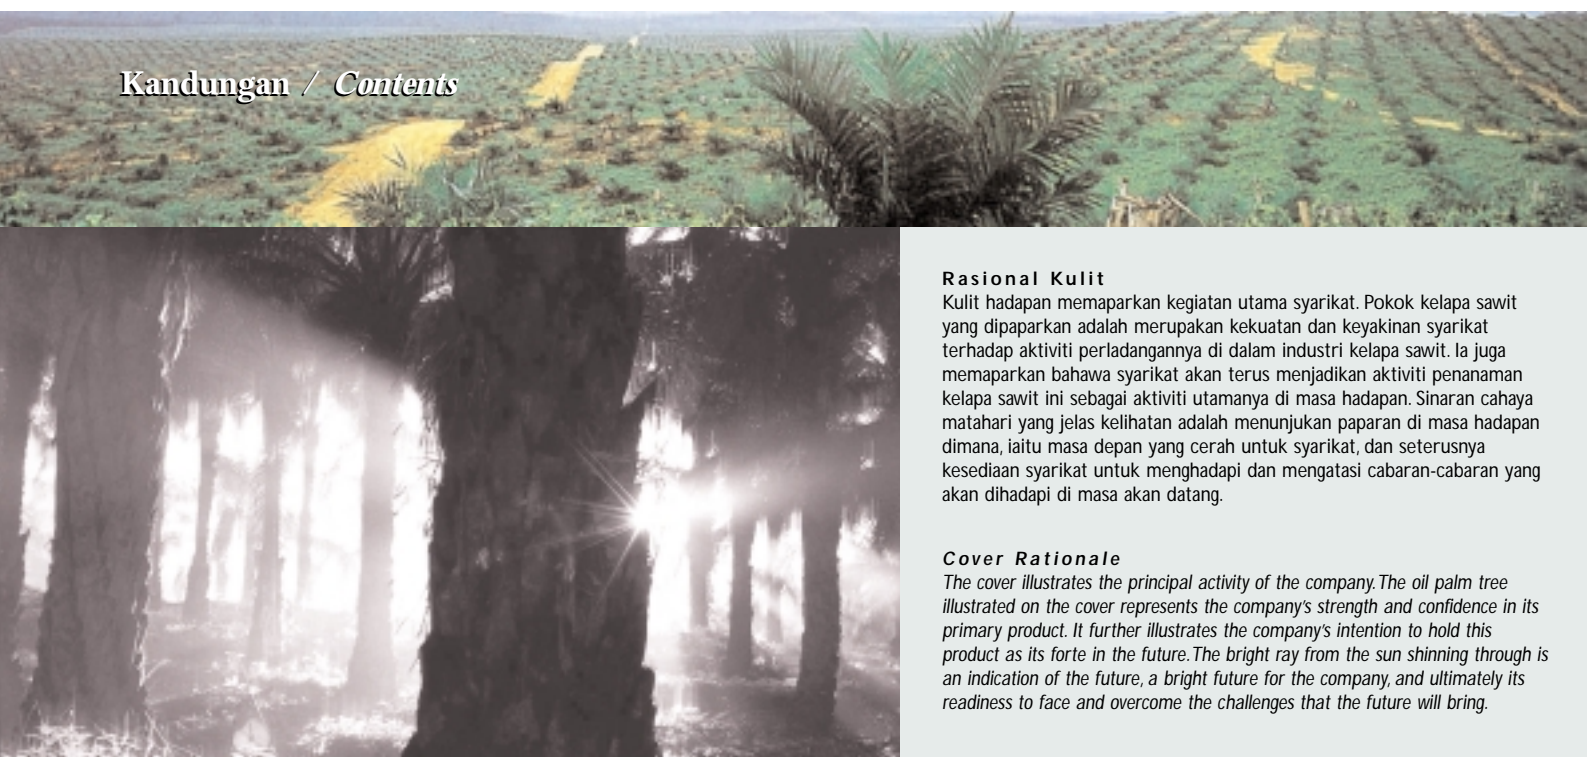 Kandungan / Contents
Rasional Kulit
Kulit hadapan memaparkan kegiatan utama syarikat. Pokok kelapa sawit
yang dipaparkan adalah merupakan kekuatan dan keyakinan syarikat
terhadap aktiviti perladangannya di dalam industri kelapa sawit. Ia juga
memaparkan bahawa syarikat akan terus menjadikan aktiviti penanaman
kelapa sawit ini sebagai aktiviti utamanya di masa hadapan. Sinaran cahaya
matahari yang jelas kelihatan adalah menunjukan paparan di masa hadapan
dimana, iaitu masa depan yang cerah untuk syarikat, dan seterusnya
kesediaan syarikat untuk menghadapi dan mengatasi cabaran-cabaran yang
akan dihadapi di masa akan datang.
Cover Rationale
The cover illustrates the principal activity of the company. The oil palm tree
illustrated on the cover represents the company's strength and confidence in its
primary product. It further illustrates the company's intention to hold this
product as its forte in the future. The bright ray from the sun shinning through is
an indication of the future, a bright future for the company, and ultimately its
readiness to face and overcome the challenges that the future will bring.